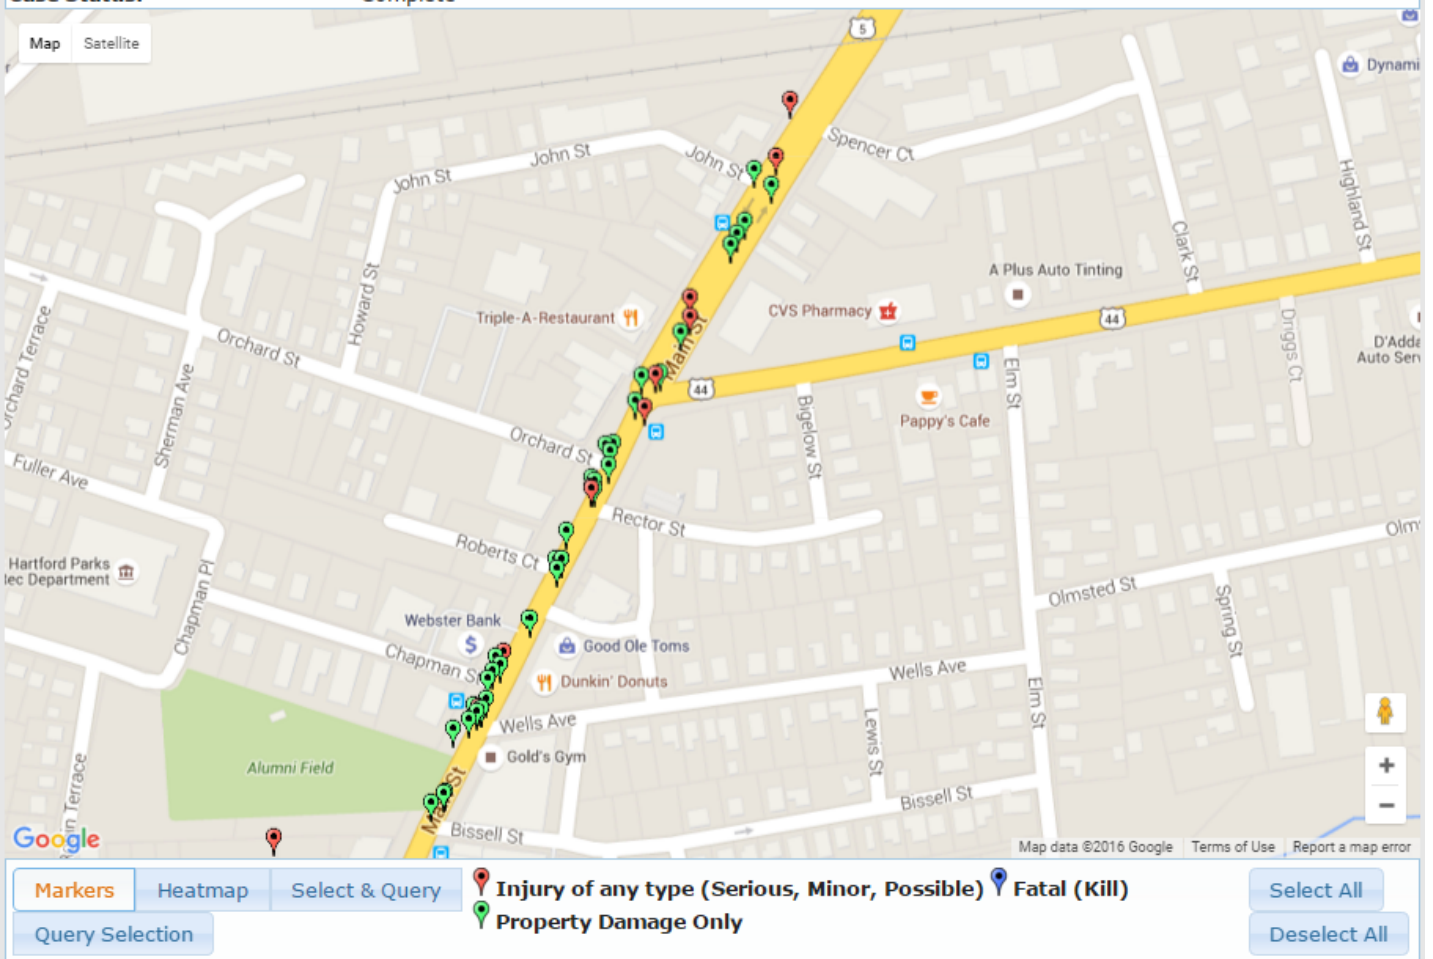 Complete
Map
Satellite
5
Dynami
Spencer Ct
John St
John St
John St
Highland St
Clark St
A Plus Auto Tinting
CVS Pharmacy
Triple-A-Restaurant
44
Howard St
Main St
Driggs Ct
D'Adda
Auto Serv
Orchard Terrace
Orchard St
Sherman Ave
44
Elm St
Pappy's Cafe
Bigelow St
Orchard St
Fuller Ave
Rector St
Roberts Ct
Hartford Parks
Rec Department
Olmsted St
Spring St
Chapman Pl
Webster Bank
$
Good Ole Toms
Chapman St
Dunkin' Donuts
Wells Ave
Wells Ave
Elm St
Lewis St
Gold's Gym
Alumni Field
Main St
Bissell St
Bissell St
Terrace
+
−
Google
Map data ©2016 Google
Terms of Use
Report a map error
Markers
Heatmap
Select & Query
Injury of any type (Serious, Minor, Possible)
Fatal (Kill)
Select All
Query Selection
Property Damage Only
Deselect All